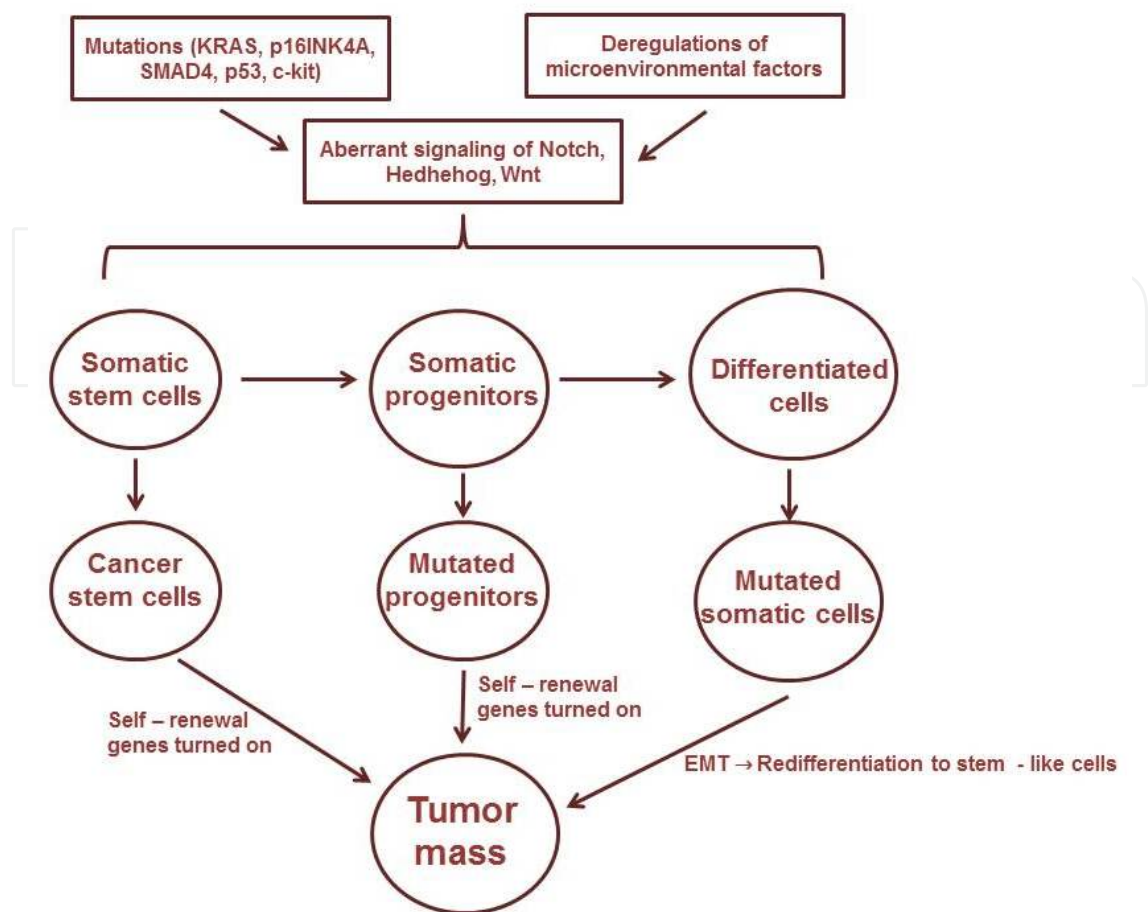 Mutations (KRAS, p16INK4A,
SMAD4, p53, c-kit)
Deregulations of
microenvironmental factors
Aberrant signaling of Notch,
Hedhehog, Wnt
Somatic
stem cells
Somatic
progenitors
Differentiated
cells
Cancer
stem cells
Mutated
progenitors
Mutated
somatic cells
Self – renewal
genes turned on
Self – renewal
genes turned on
EMT → Redifferentiation to stem - like cells
Tumor
mass